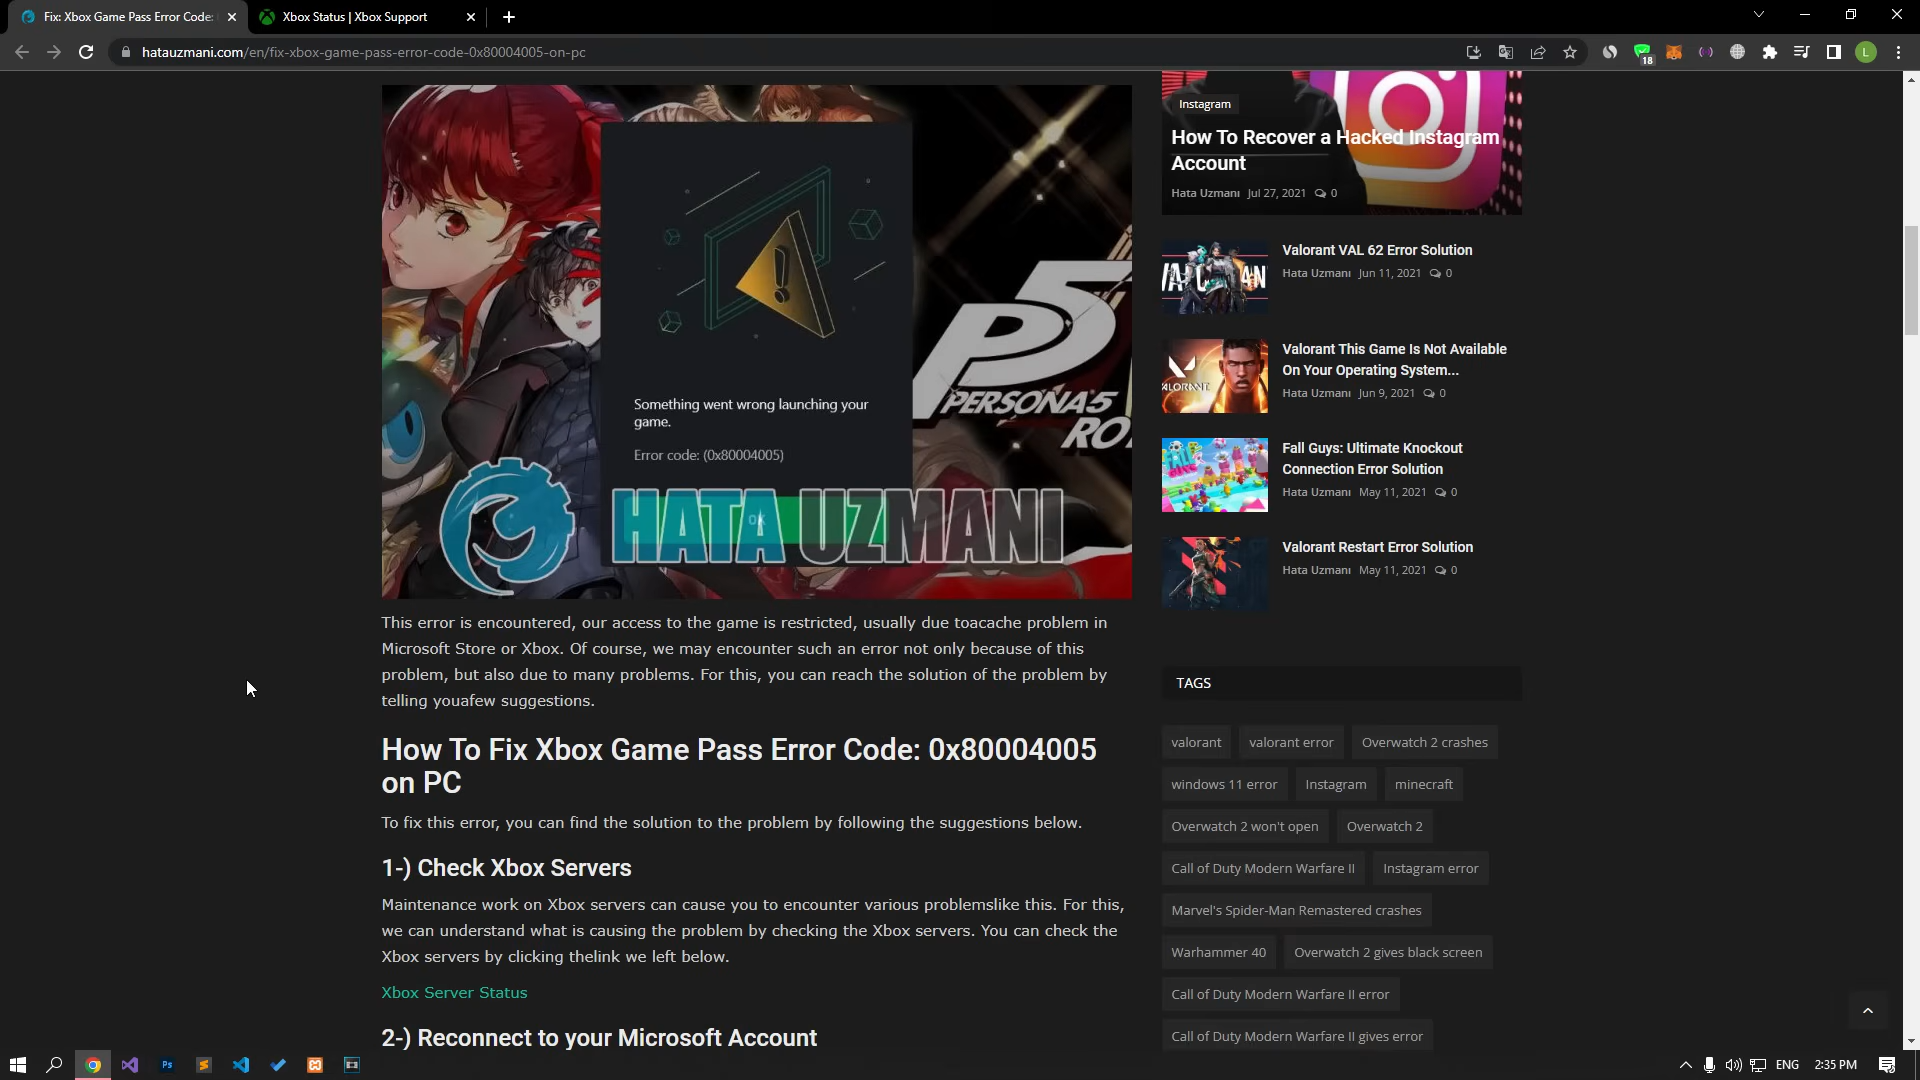 Fix: Xbox Game Pass Error Code:
Xbox Status | Xbox Support
hatauzmani.com/en/fix-xbox-game-pass-error-code-0x80004005-on-pc
18
L
Something went wrong launching your
game.
Error code: (0x80004005)
OK
HATA UZMANI
P5
PERSONA5
RO
This error is encountered, our access to the game is restricted, usually due toacache problem in
Microsoft Store or Xbox. Of course, we may encounter such an error not only because of this
problem, but also due to many problems. For this, you can reach the solution of the problem by
telling youafew suggestions.
How To Fix Xbox Game Pass Error Code: 0x80004005
on PC
To fix this error, you can find the solution to the problem by following the suggestions below.
1-) Check Xbox Servers
Maintenance work on Xbox servers can cause you to encounter various problemslike this. For this,
we can understand what is causing the problem by checking the Xbox servers. You can check the
Xbox servers by clicking thelink we left below.
Xbox Server Status
2-) Reconnect to your Microsoft Account
Instagram
How To Recover a Hacked Instagram
Account
Hata Uzmanı Jul 27, 2021 0
Valorant VAL 62 Error Solution
Hata Uzmanı Jun 11, 2021 0
Valorant This Game Is Not Available
On Your Operating System...
Hata Uzmanı Jun 9, 2021 0
Fall Guys: Ultimate Knockout
Connection Error Solution
Hata Uzmanı May 11, 2021 0
Valorant Restart Error Solution
Hata Uzmanı May 11, 2021 0
TAGS
valorant valorant error Overwatch 2 crashes
windows 11 error Instagram minecraft
Overwatch 2 won't open Overwatch 2
Call of Duty Modern Warfare II Instagram error
Marvel's Spider-Man Remastered crashes
Warhammer 40 Overwatch 2 gives black screen
Call of Duty Modern Warfare II error
Call of Duty Modern Warfare II gives error
Ps
ENG 2:35 PM